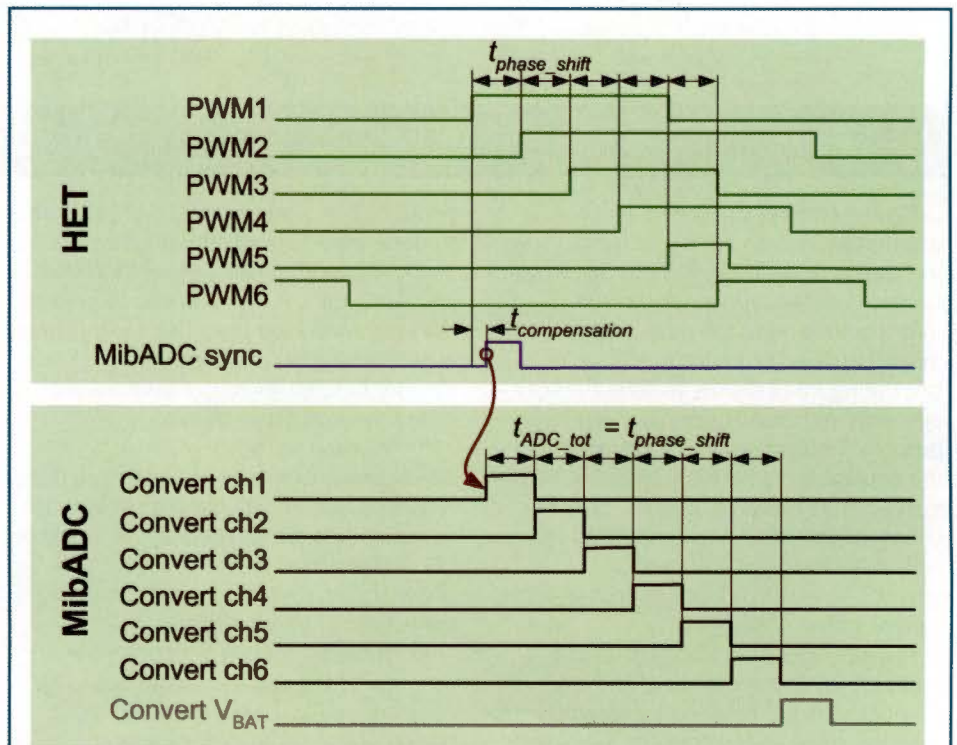 t_phase_shift
PWM1
PWM2
PWM3
PWM4
PWM5
PWM6
HET
t_compensation
MibADC sync
t_ADC_tot = t_phase_shift
Convert ch1
Convert ch2
Convert ch3
Convert ch4
Convert ch5
Convert ch6
MibADC
Convert V_BAT